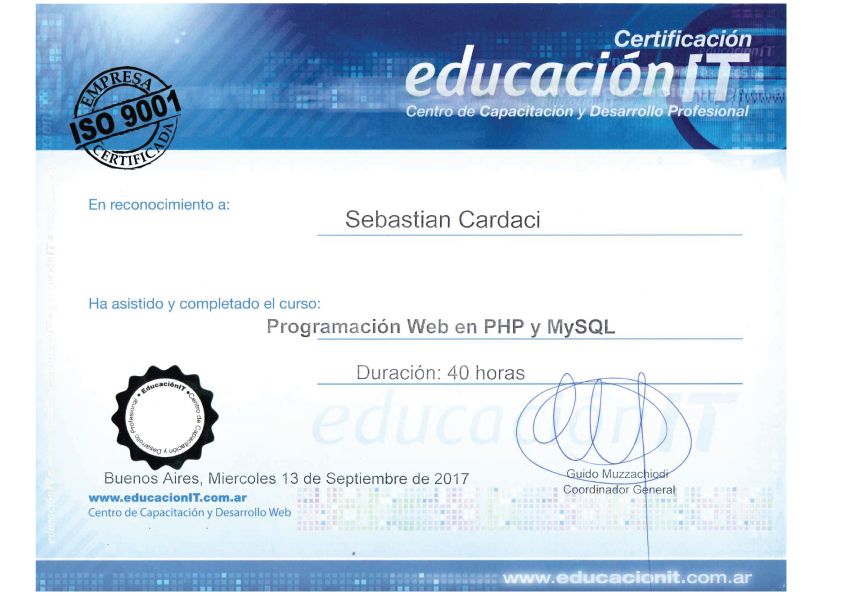 Certificación
educaciónIT
Centro de Capacitación y Desarrollo Profesional
EMPRESA
ISO 9001
CERTIFICADA
En reconocimiento a:
Sebastian Cardaci
Ha asistido y completado el curso:
Programación Web en PHP y MySQL
Duración: 40 horas
educaciónIT
EducaciónIT
Centro de Capacitación y Desarrollo Profesional
Buenos Aires, Miercoles 13 de Septiembre de 2017
www.educacionIT.com.ar
Centro de Capacitación y Desarrollo Web
Guido Muzzachiodi
Coordinador General
www.educacionit.com.ar